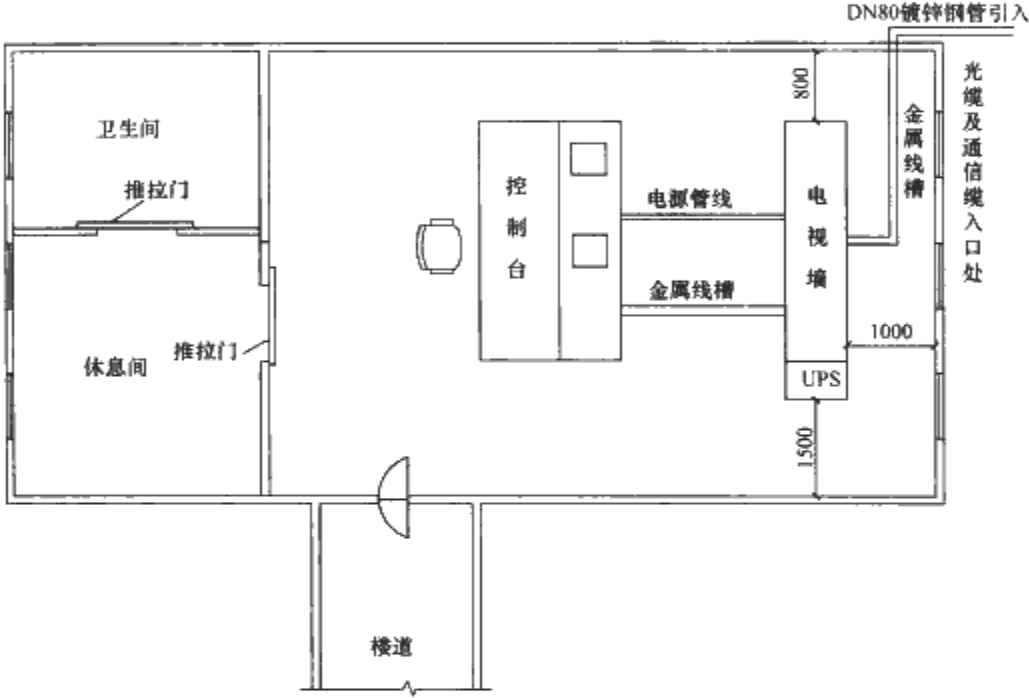 DN80镀锌钢管引入
光缆及通信缆入口处
800
金属线槽
卫生间
推拉门
控制台
电源管线
电视墙
金属线槽
1000
推拉门
休息间
UPS
1500
楼道